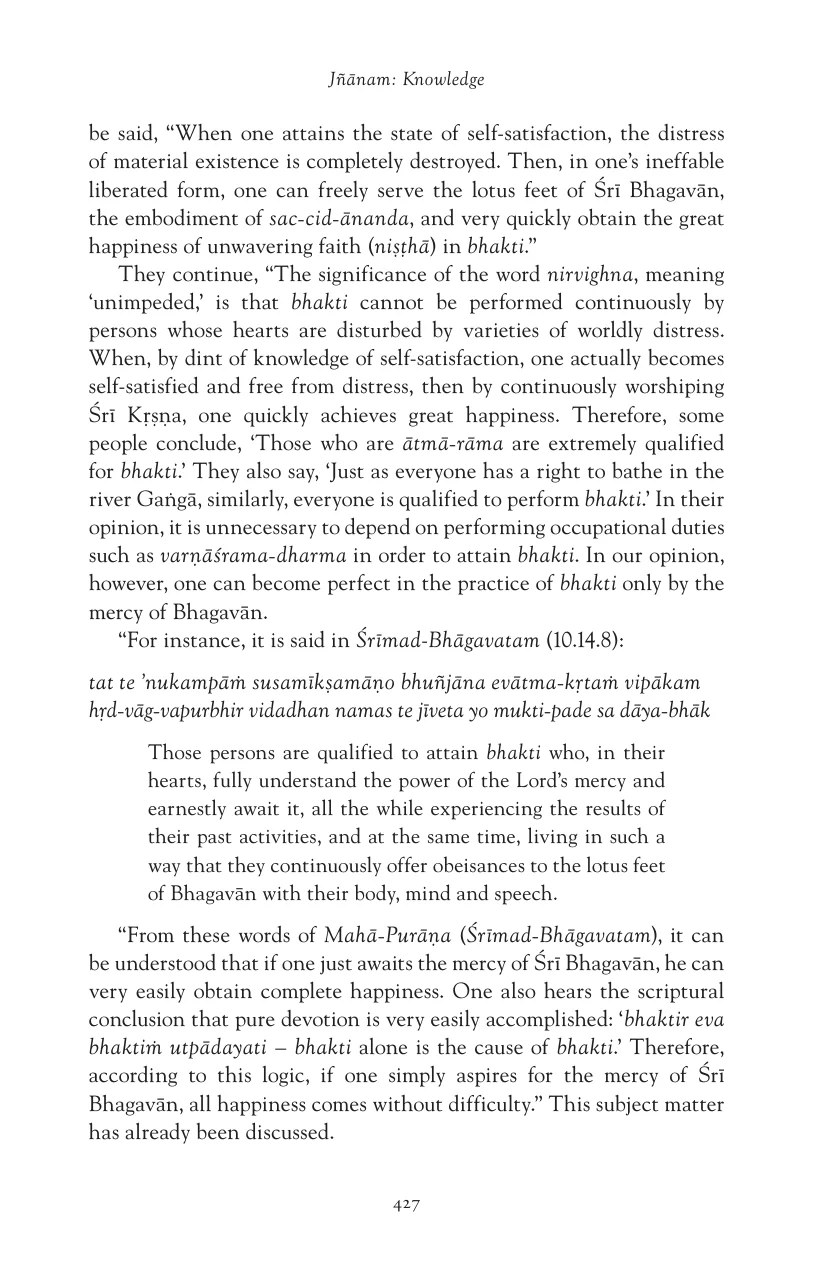 Jñānam: Knowledge
be said, “When one attains the state of self-satisfaction, the distress
of material existence is completely destroyed. Then, in one’s ineffable
liberated form, one can freely serve the lotus feet of Śrī Bhagavān,
the embodiment of sac-cid-ānanda, and very quickly obtain the great
happiness of unwavering faith (niṣṭhā) in bhakti.”
They continue, “The significance of the word nirvighna, meaning
‘unimpeded,’ is that bhakti cannot be performed continuously by
persons whose hearts are disturbed by varieties of worldly distress.
When, by dint of knowledge of self-satisfaction, one actually becomes
self-satisfied and free from distress, then by continuously worshiping
Śrī Kṛṣṇa, one quickly achieves great happiness. Therefore, some
people conclude, ‘Those who are ātmā-rāma are extremely qualified
for bhakti.’ They also say, ‘Just as everyone has a right to bathe in the
river Gaṅgā, similarly, everyone is qualified to perform bhakti.’ In their
opinion, it is unnecessary to depend on performing occupational duties
such as varṇāśrama-dharma in order to attain bhakti. In our opinion,
however, one can become perfect in the practice of bhakti only by the
mercy of Bhagavān.
“For instance, it is said in Śrīmad-Bhāgavatam (10.14.8):
tat te ’nukampāṁ susamīkṣamāṇo bhuñjāna evātma-kṛtaṁ vipākam
hṛd-vāg-vapurbhir vidadhan namas te jīveta yo mukti-pade sa dāya-bhāk
Those persons are qualified to attain bhakti who, in their
hearts, fully understand the power of the Lord’s mercy and
earnestly await it, all the while experiencing the results of
their past activities, and at the same time, living in such a
way that they continuously offer obeisances to the lotus feet
of Bhagavān with their body, mind and speech.
“From these words of Mahā-Purāṇa (Śrīmad-Bhāgavatam), it can
be understood that if one just awaits the mercy of Śrī Bhagavān, he can
very easily obtain complete happiness. One also hears the scriptural
conclusion that pure devotion is very easily accomplished: ‘bhaktir eva
bhaktiṁ utpādayati – bhakti alone is the cause of bhakti.’ Therefore,
according to this logic, if one simply aspires for the mercy of Śrī
Bhagavān, all happiness comes without difficulty.” This subject matter
has already been discussed.
427